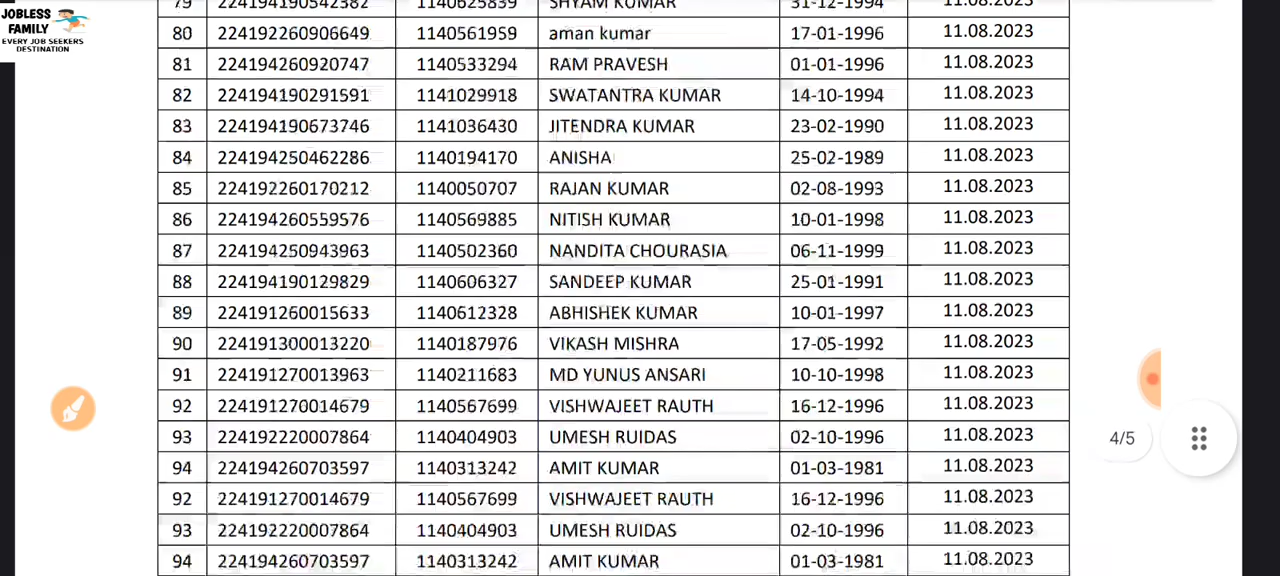 JOBLESS
FAMILY
EVERY JOB SEEKERS
DESTINATION
79 224194190542382 1140625839 SHYAM KUMAR 31-12-1994 11.08.2023
80 224192260906649 1140561959 aman kumar 17-01-1996 11.08.2023
81 224194260920747 1140533294 RAM PRAVESH 01-01-1996 11.08.2023
82 224194190291591 1141029918 SWATANTRA KUMAR 14-10-1994 11.08.2023
83 224194190673746 1141036430 JITENDRA KUMAR 23-02-1990 11.08.2023
84 224194250462286 1140194170 ANISHA 25-02-1989 11.08.2023
85 224192260170212 1140050707 RAJAN KUMAR 02-08-1993 11.08.2023
86 224194260559576 1140569885 NITISH KUMAR 10-01-1998 11.08.2023
87 224194250943963 1140502360 NANDITA CHOURASIA 06-11-1999 11.08.2023
88 224194190129829 1140606327 SANDEEP KUMAR 25-01-1991 11.08.2023
89 224191260015633 1140612328 ABHISHEK KUMAR 10-01-1997 11.08.2023
90 224191300013220 1140187976 VIKASH MISHRA 17-05-1992 11.08.2023
91 224191270013963 1140211683 MD YUNUS ANSARI 10-10-1998 11.08.2023
92 224191270014679 1140567699 VISHWAJEET RAUTH 16-12-1996 11.08.2023
93 224192220007864 1140404903 UMESH RUIDAS 02-10-1996 11.08.2023
94 224194260703597 1140313242 AMIT KUMAR 01-03-1981 11.08.2023
92 224191270014679 1140567699 VISHWAJEET RAUTH 16-12-1996 11.08.2023
93 224192220007864 1140404903 UMESH RUIDAS 02-10-1996 11.08.2023
94 224194260703597 1140313242 AMIT KUMAR 01-03-1981 11.08.2023
4/5